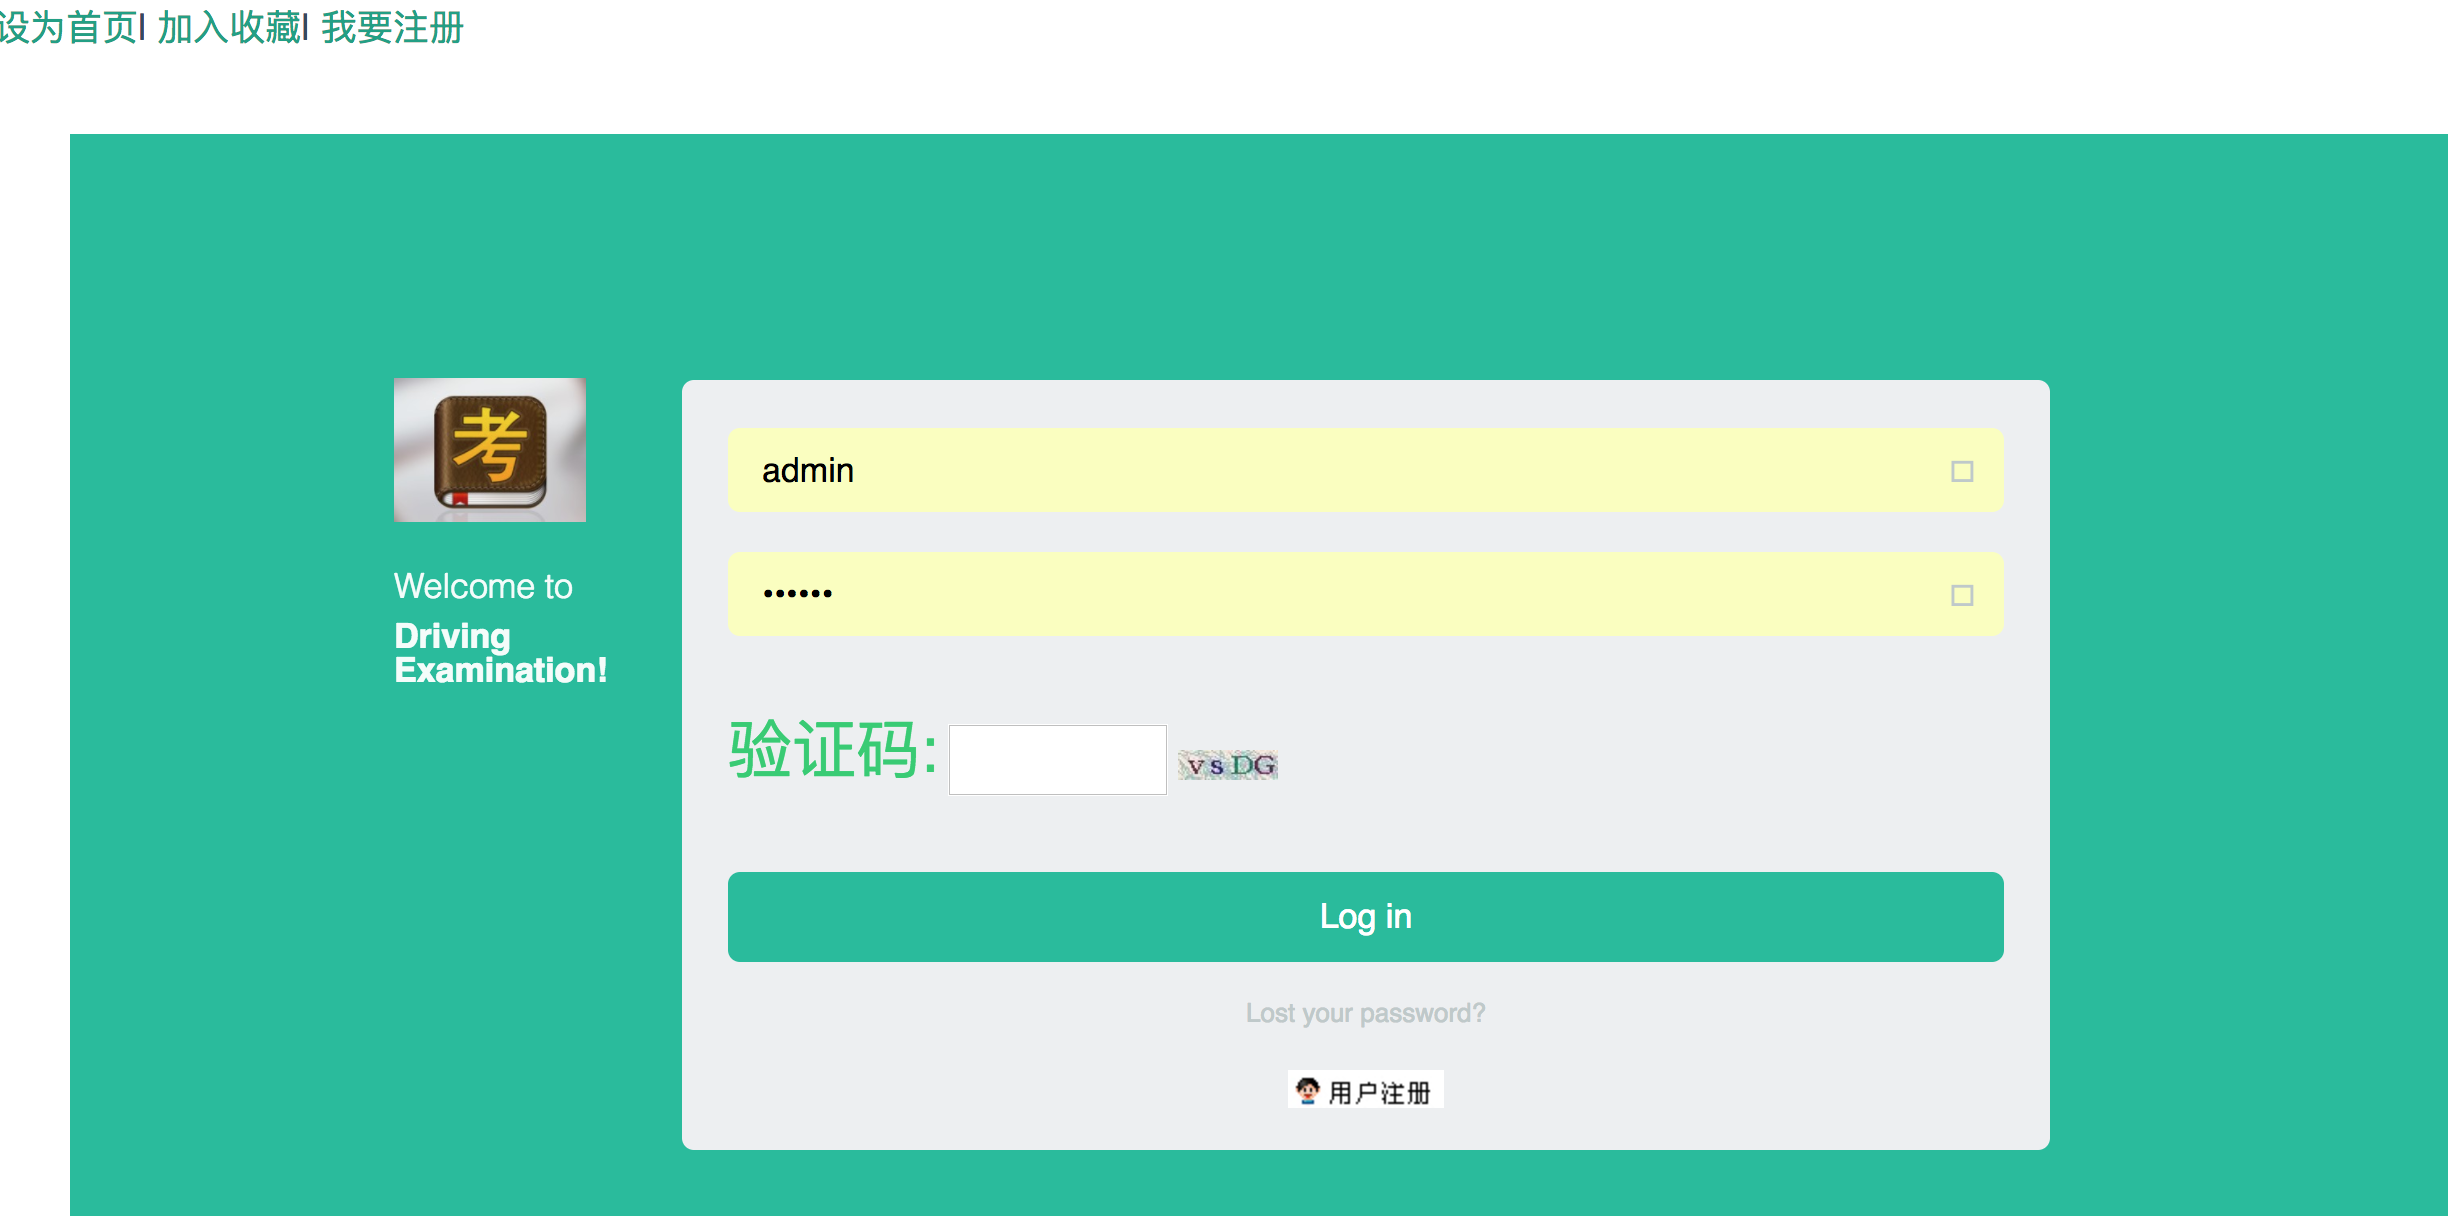 设为首页| 加入收藏| 我要注册
考
Welcome to
Driving
Examination!
admin
••••••
验证码:
vsDG
Log in
Lost your password?
用户注册